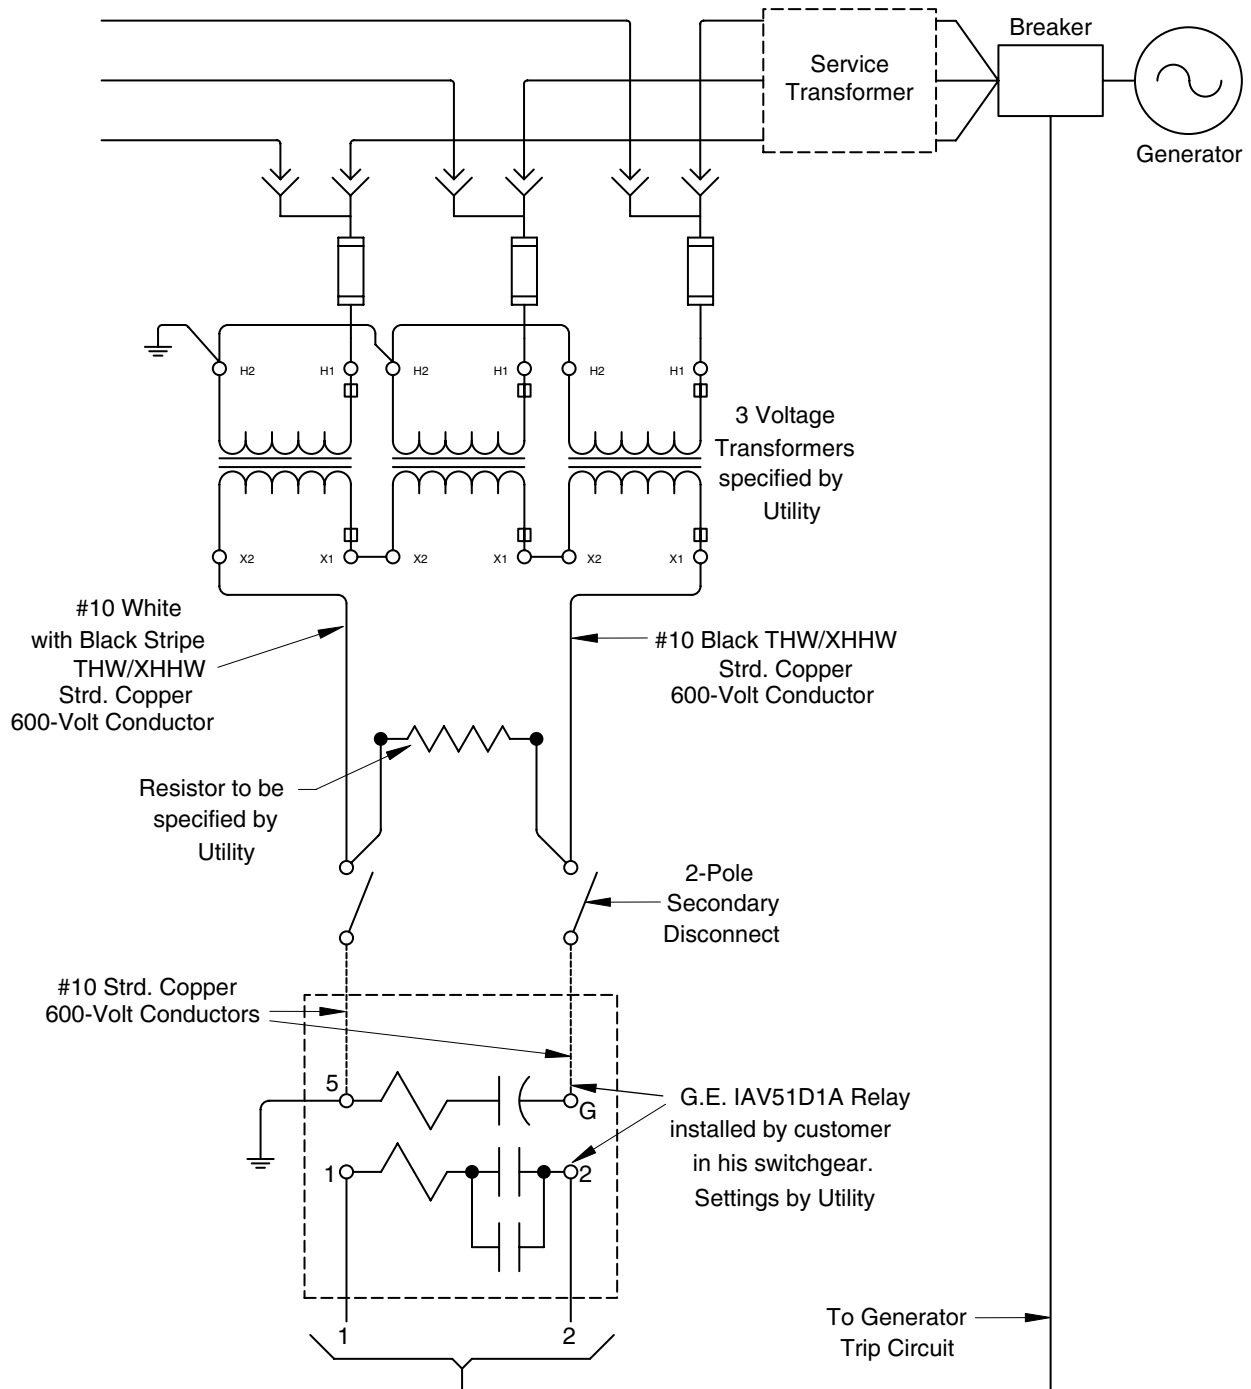 Breaker
Service
Transformer
Generator
H2
H1
H2
H1
H2
H1
3 Voltage
Transformers
specified by
Utility
X2
X1
X2
X1
X2
X1
#10 White
with Black Stripe
THW/XHHW
Strd. Copper
600-Volt Conductor
#10 Black THW/XHHW
Strd. Copper
600-Volt Conductor
Resistor to be
specified by
Utility
2-Pole
Secondary
Disconnect
#10 Strd. Copper
600-Volt Conductors
5
G
G.E. IAV51D1A Relay
installed by customer
in his switchgear.
Settings by Utility
1
2
To Generator
Trip Circuit
1
2